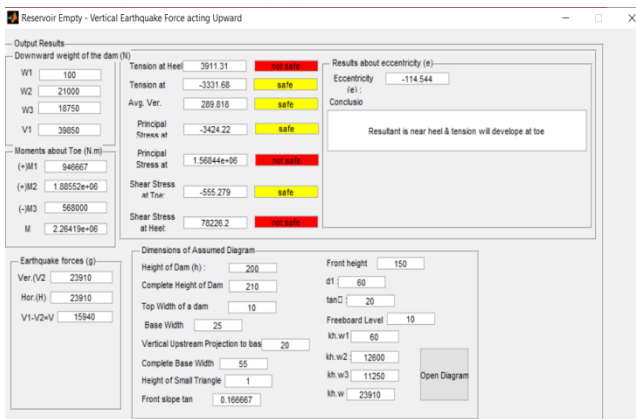 Reservoir Empty - Vertical Earthquake Force acting Upward
Output Results
Downward weight of the dam (N)
W1 100
W2 21000
W3 18750
V1 39850
Moments about Toe (N.m)
(+)M1 946667
(+)M2 1.88552e+06
(-)M3 568000
M 2.26419e+06
Earthquake forces (g)
Ver.(V2 23910
Hor.(H) 23910
V1-V2=V 15940
Tension at Heel 3911.31 not safe
Tension at -3331.68 safe
Avg. Ver. 289.818 safe
Principal
Stress at -3424.22 safe
Principal
Stress at 1.56844e+06 not safe
Shear Stress
at Toe: -555.279 safe
Shear Stress
at Heel: 78226.2 not safe
Results about eccentricity (e)
Eccentricity
(e) : -114.544
Conclusio
Resultant is near heel & tension will develope at toe
Dimensions of Assumed Diagram
Height of Dam (h) : 200
Complete Height of Dam 210
Top Width of a dam 10
Base Width 25
Vertical Upstream Projection to bas 20
Complete Base Width 55
Height of Small Triangle 1
Front slope tan 0.166667
Front height 150
d1 : 60
tan□ : 20
Freeboard Level 10
kh.w1 60
kh.w2 : 12600
kh.w3 11250
kh.w 23910
Open Diagram